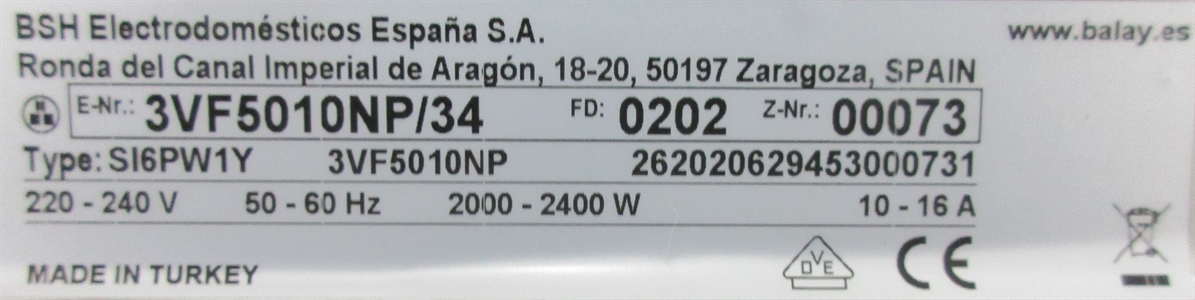 BSH Electrodomésticos España S.A. www.balay.es
Ronda del Canal Imperial de Aragón, 18-20, 50197 Zaragoza, SPAIN
E-Nr.: 3VF5010NP/34 FD: 0202 Z-Nr.: 00073
Type: SI6PW1Y 3VF5010NP 262020629453000731
220 - 240 V 50 - 60 Hz 2000 - 2400 W 10 - 16 A
MADE IN TURKEY DVE CE